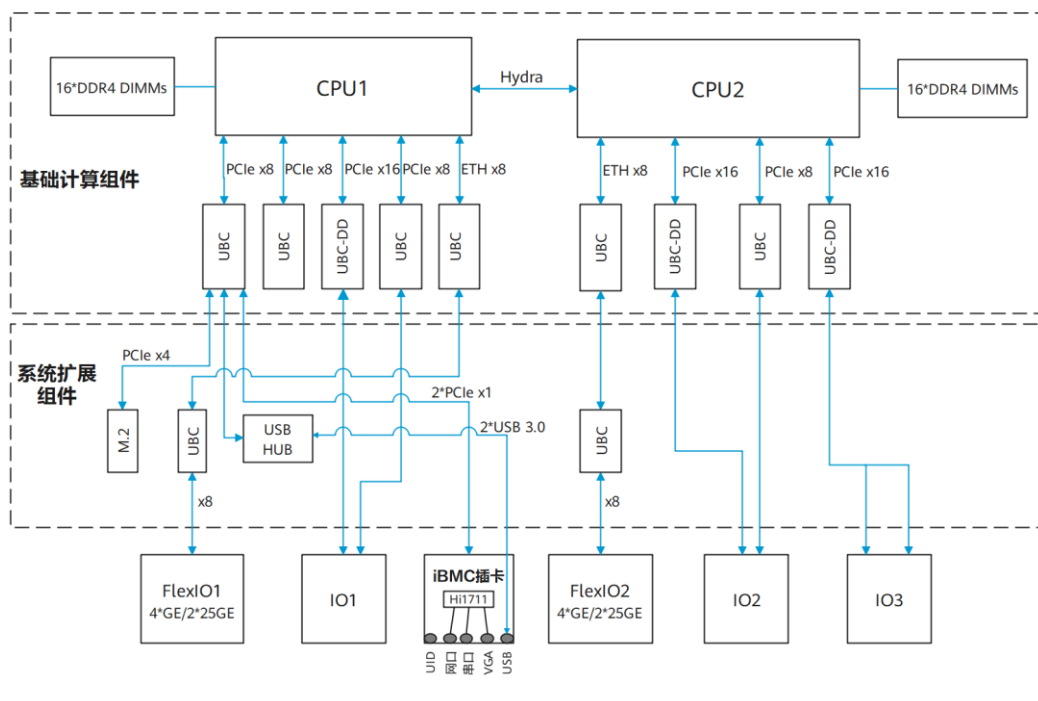 Hydra
16*DDR4 DIMMs
CPU1
CPU2
16*DDR4 DIMMs
基础计算组件
PCIe x8
PCIe x8
PCIe x16
PCIe x8
ETH x8
ETH x8
PCIe x16
PCIe x8
PCIe x16
UBC
UBC
UBC-DD
UBC
UBC
UBC
UBC-DD
UBC
UBC-DD
系统扩展
组件
PCIe x4
2*PCIe x1
2*USB 3.0
M.2
UBC
USB
HUB
UBC
x8
x8
FlexIO1
4*GE/2*25GE
IO1
iBMC插卡
Hi1711
FlexIO2
4*GE/2*25GE
IO2
IO3
UID
网口
串口
VGA
USB